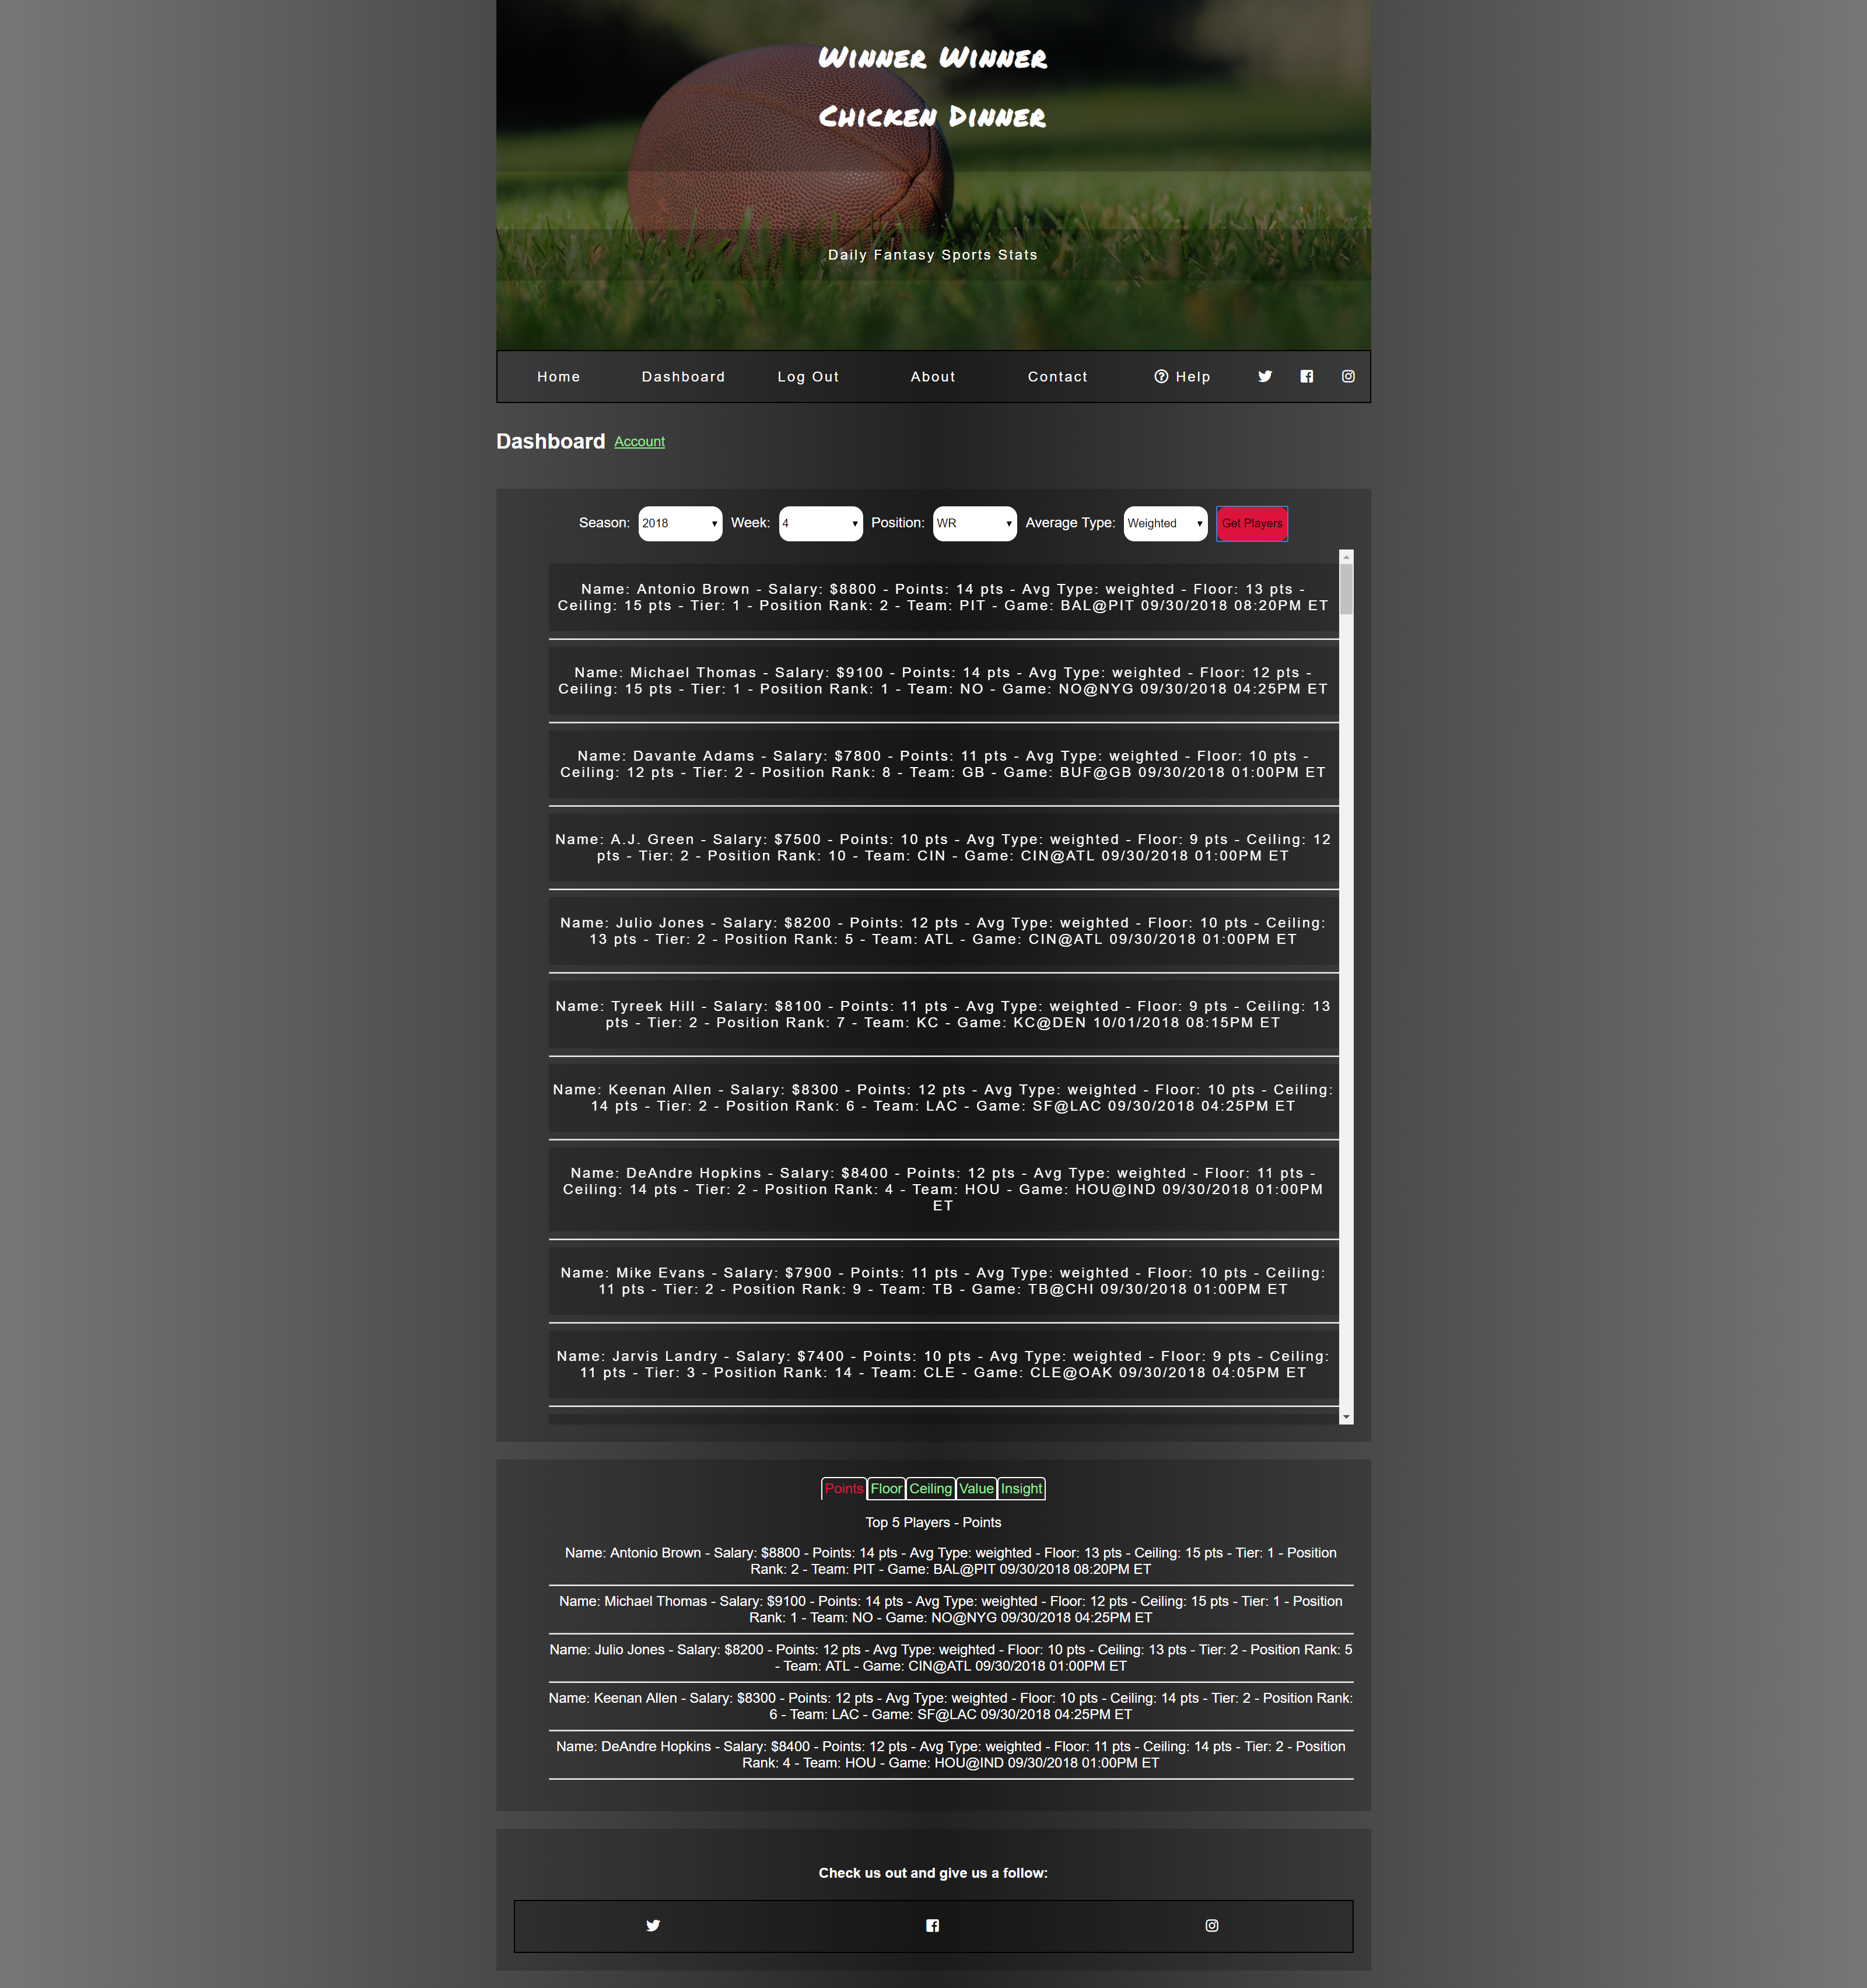 Winner Winner
Chicken Dinner
Daily Fantasy Sports Stats
Home Dashboard Log Out About Contact Help
Dashboard Account
Season: 2018 Week: 4 Position: WR Average Type: Weighted Get Players
Name: Antonio Brown - Salary: $8800 - Points: 14 pts - Avg Type: weighted - Floor: 13 pts -
Ceiling: 15 pts - Tier: 1 - Position Rank: 2 - Team: PIT - Game: BAL@PIT 09/30/2018 08:20PM ET
Name: Michael Thomas - Salary: $9100 - Points: 14 pts - Avg Type: weighted - Floor: 12 pts -
Ceiling: 15 pts - Tier: 1 - Position Rank: 1 - Team: NO - Game: NO@NYG 09/30/2018 04:25PM ET
Name: Davante Adams - Salary: $7800 - Points: 11 pts - Avg Type: weighted - Floor: 10 pts -
Ceiling: 12 pts - Tier: 2 - Position Rank: 8 - Team: GB - Game: BUF@GB 09/30/2018 01:00PM ET
Name: A.J. Green - Salary: $7500 - Points: 10 pts - Avg Type: weighted - Floor: 9 pts - Ceiling: 12
pts - Tier: 2 - Position Rank: 10 - Team: CIN - Game: CIN@ATL 09/30/2018 01:00PM ET
Name: Julio Jones - Salary: $8200 - Points: 12 pts - Avg Type: weighted - Floor: 10 pts - Ceiling:
13 pts - Tier: 2 - Position Rank: 5 - Team: ATL - Game: CIN@ATL 09/30/2018 01:00PM ET
Name: Tyreek Hill - Salary: $8100 - Points: 11 pts - Avg Type: weighted - Floor: 9 pts - Ceiling: 13
pts - Tier: 2 - Position Rank: 7 - Team: KC - Game: KC@DEN 10/01/2018 08:15PM ET
Name: Keenan Allen - Salary: $8300 - Points: 12 pts - Avg Type: weighted - Floor: 10 pts - Ceiling:
14 pts - Tier: 2 - Position Rank: 6 - Team: LAC - Game: SF@LAC 09/30/2018 04:25PM ET
Name: DeAndre Hopkins - Salary: $8400 - Points: 12 pts - Avg Type: weighted - Floor: 11 pts -
Ceiling: 14 pts - Tier: 2 - Position Rank: 4 - Team: HOU - Game: HOU@IND 09/30/2018 01:00PM
ET
Name: Mike Evans - Salary: $7900 - Points: 11 pts - Avg Type: weighted - Floor: 10 pts - Ceiling:
11 pts - Tier: 2 - Position Rank: 9 - Team: TB - Game: TB@CHI 09/30/2018 01:00PM ET
Name: Jarvis Landry - Salary: $7400 - Points: 10 pts - Avg Type: weighted - Floor: 9 pts - Ceiling:
11 pts - Tier: 3 - Position Rank: 14 - Team: CLE - Game: CLE@OAK 09/30/2018 04:05PM ET
Points Floor Ceiling Value Insight
Top 5 Players - Points
Name: Antonio Brown - Salary: $8800 - Points: 14 pts - Avg Type: weighted - Floor: 13 pts - Ceiling: 15 pts - Tier: 1 - Position
Rank: 2 - Team: PIT - Game: BAL@PIT 09/30/2018 08:20PM ET
Name: Michael Thomas - Salary: $9100 - Points: 14 pts - Avg Type: weighted - Floor: 12 pts - Ceiling: 15 pts - Tier: 1 - Position
Rank: 1 - Team: NO - Game: NO@NYG 09/30/2018 04:25PM ET
Name: Julio Jones - Salary: $8200 - Points: 12 pts - Avg Type: weighted - Floor: 10 pts - Ceiling: 13 pts - Tier: 2 - Position Rank: 5
- Team: ATL - Game: CIN@ATL 09/30/2018 01:00PM ET
Name: Keenan Allen - Salary: $8300 - Points: 12 pts - Avg Type: weighted - Floor: 10 pts - Ceiling: 14 pts - Tier: 2 - Position Rank:
6 - Team: LAC - Game: SF@LAC 09/30/2018 04:25PM ET
Name: DeAndre Hopkins - Salary: $8400 - Points: 12 pts - Avg Type: weighted - Floor: 11 pts - Ceiling: 14 pts - Tier: 2 - Position
Rank: 4 - Team: HOU - Game: HOU@IND 09/30/2018 01:00PM ET
Check us out and give us a follow: